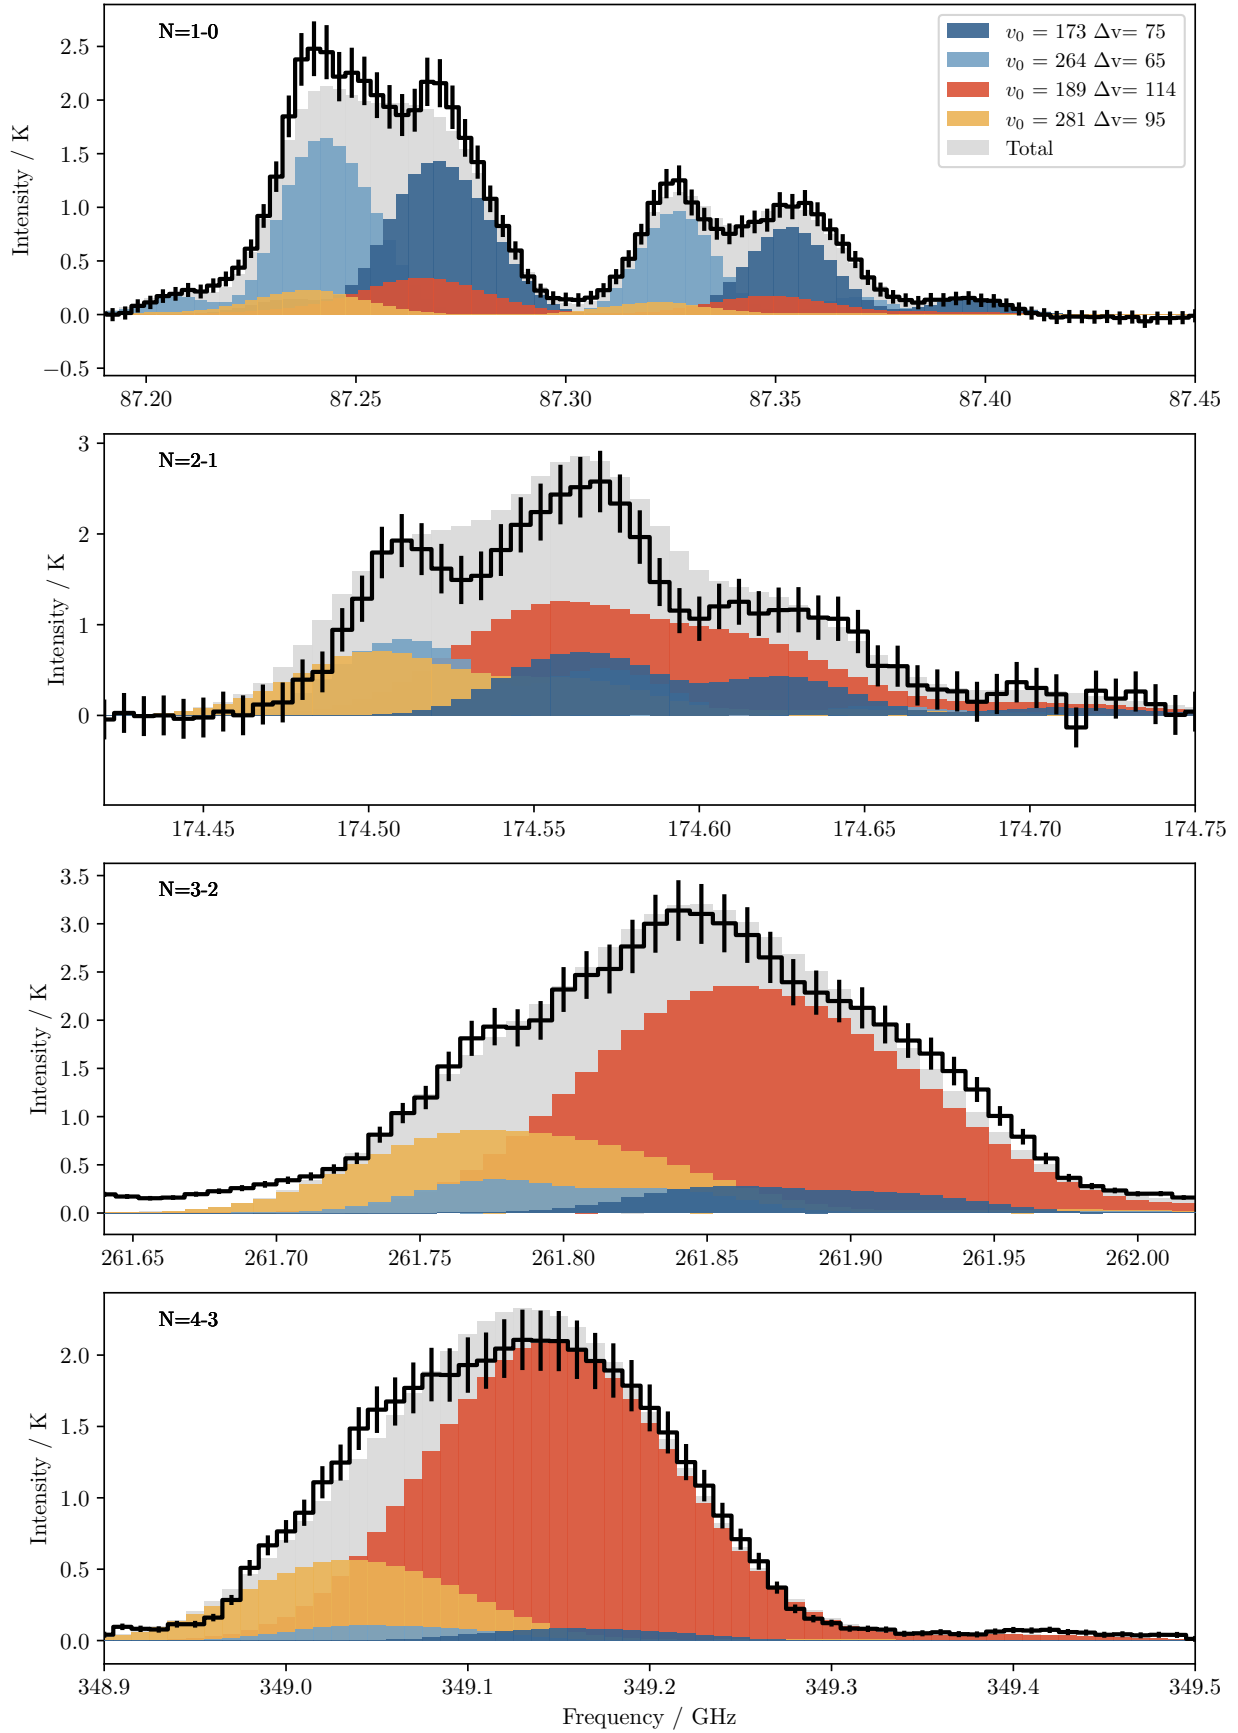 N=1-0
v₀ = 173 Δv= 75
v₀ = 264 Δv= 65
v₀ = 189 Δv= 114
v₀ = 281 Δv= 95
Total
2.5
2.0
1.5
1.0
0.5
0.0
−0.5
Intensity / K
87.20 87.25 87.30 87.35 87.40 87.45
N=2-1
3
2
1
0
Intensity / K
174.45 174.50 174.55 174.60 174.65 174.70 174.75
N=3-2
3.5
3.0
2.5
2.0
1.5
1.0
0.5
0.0
Intensity / K
261.65 261.70 261.75 261.80 261.85 261.90 261.95 262.00
N=4-3
2.0
1.5
1.0
0.5
0.0
Intensity / K
348.9 349.0 349.1 349.2 349.3 349.4 349.5
Frequency / GHz